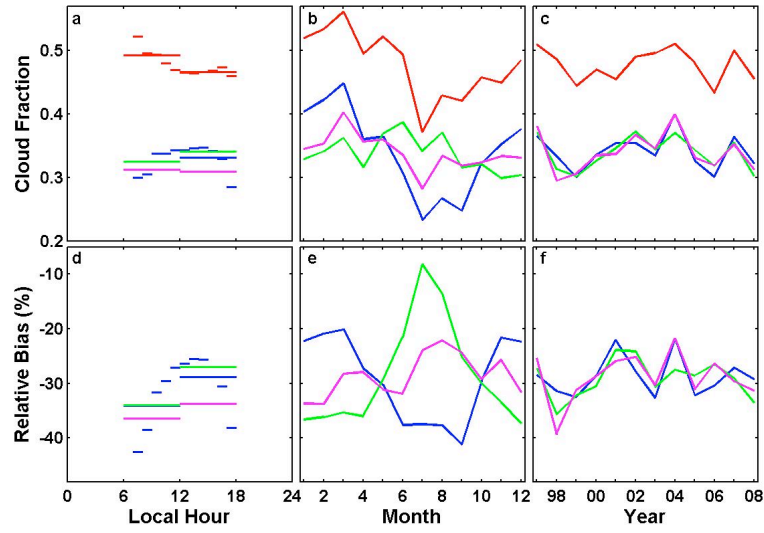 a
b
c
Cloud Fraction
0.5
0.4
0.3
0.2
d
e
f
Relative Bias (%)
-10
-20
-30
-40
0 6 12 18 24
2 4 6 8 10 12
98 00 02 04 06 08
Local Hour
Month
Year